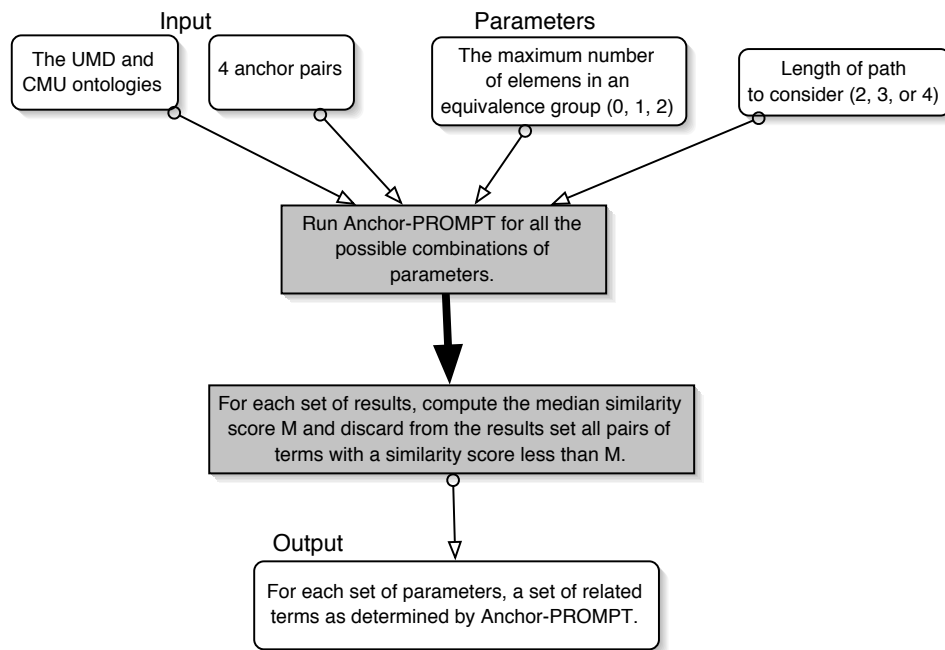 Input
Parameters
The UMD and
CMU ontologies
4 anchor pairs
The maximum number
of elemens in an
equivalence group (0, 1, 2)
Length of path
to consider (2, 3, or 4)
Run Anchor-PROMPT for all the
possible combinations of
parameters.
For each set of results, compute the median similarity
score M and discard from the results set all pairs of
terms with a similarity score less than M.
Output
For each set of parameters, a set of related
terms as determined by Anchor-PROMPT.